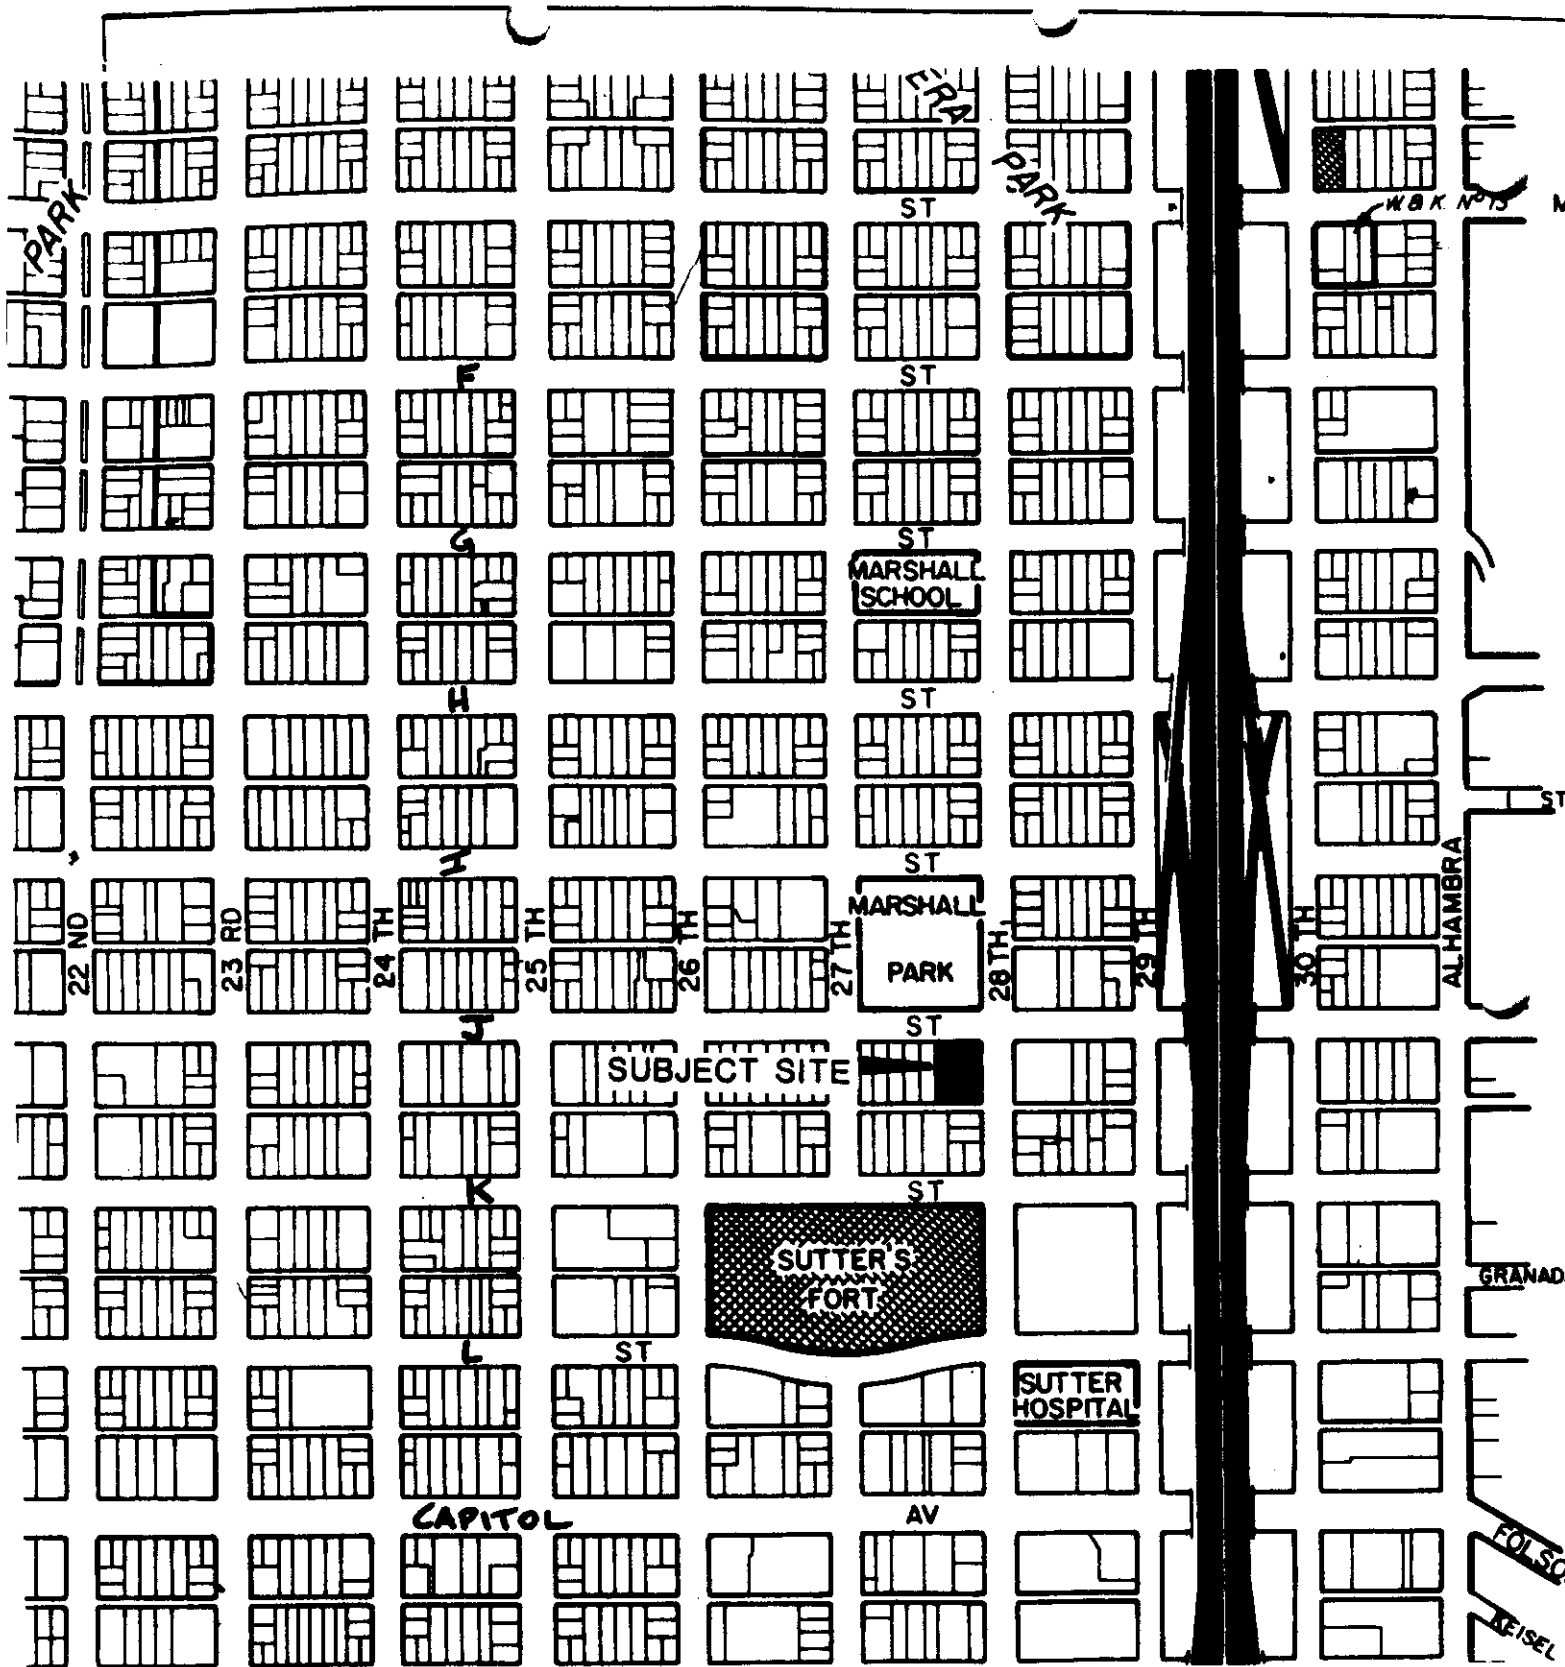 ERA
PARK
PARK
ST
W & K Nº 13
M
F
ST
G
ST
MARSHALL
SCHOOL
H
ST
ST
I
ST
MARSHALL
PARK
22 ND
23 RD
24 TH
25 TH
26 TH
27 TH
28 TH
29 TH
30 TH
ALHAMBRA
J
ST
SUBJECT SITE
K
ST
SUTTER'S
FORT
GRANAD
L
ST
SUTTER
HOSPITAL
CAPITOL
AV
FOLSO
KEISEL